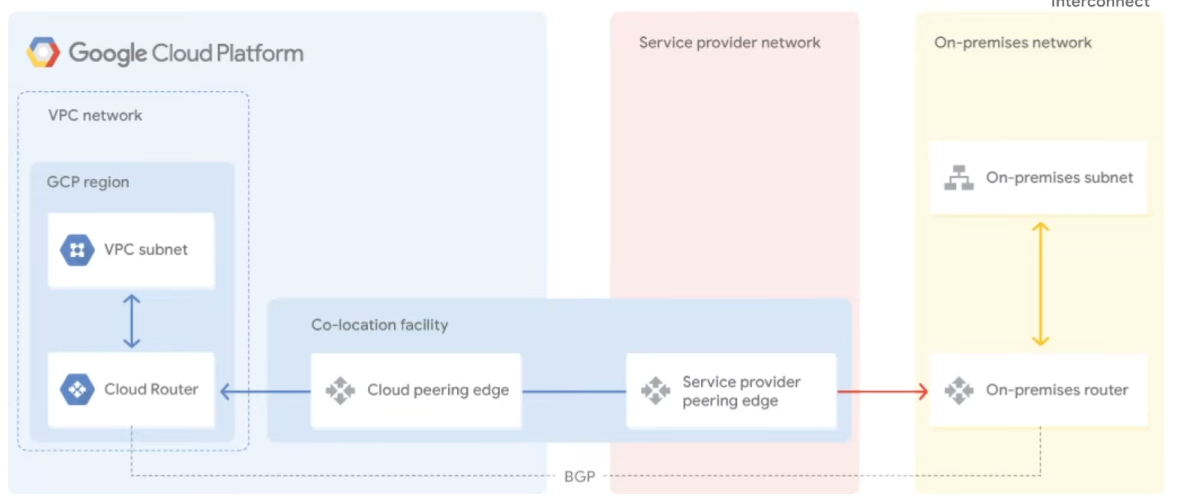 Interconnect
Google Cloud Platform
Service provider network
On-premises network
VPC network
GCP region
On-premises subnet
VPC subnet
Co-location facility
Cloud Router
Cloud peering edge
Service provider
peering edge
On-premises router
BGP